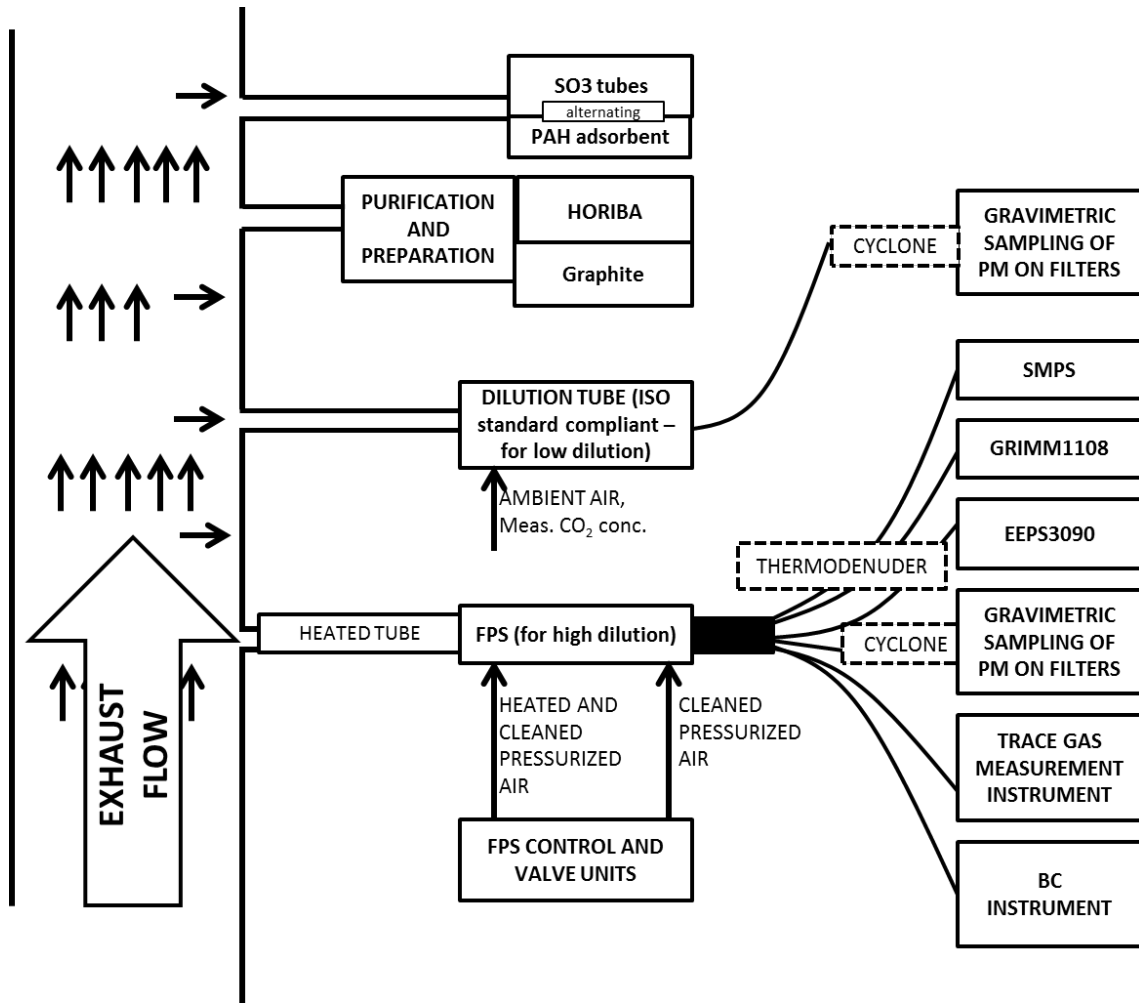 SO3 tubes
alternating
PAH adsorbent
PURIFICATION
AND
PREPARATION
HORIBA
Graphite
CYCLONE
GRAVIMETRIC
SAMPLING OF
PM ON FILTERS
SMPS
DILUTION TUBE (ISO
standard compliant –
for low dilution)
GRIMM1108
AMBIENT AIR,
Meas. CO₂ conc.
EEPS3090
THERMODENUDER
HEATED TUBE
FPS (for high dilution)
CYCLONE
GRAVIMETRIC
SAMPLING OF
PM ON FILTERS
EXHAUST
FLOW
HEATED AND
CLEANED
PRESSURIZED
AIR
CLEANED
PRESSURIZED
AIR
TRACE GAS
MEASUREMENT
INSTRUMENT
FPS CONTROL AND
VALVE UNITS
BC
INSTRUMENT